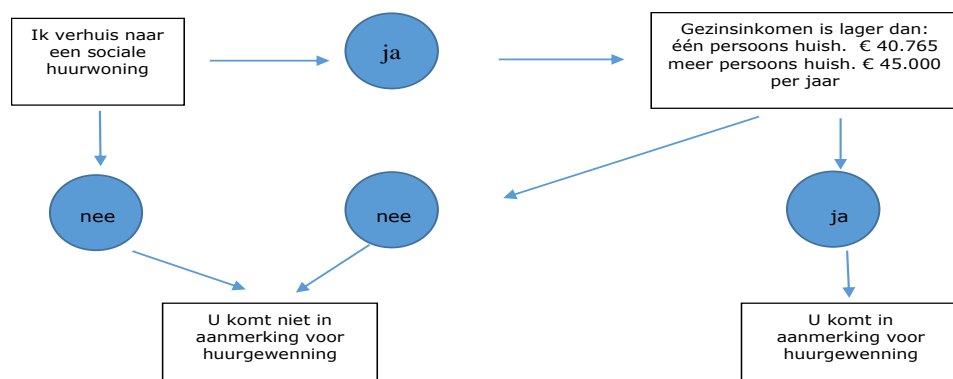 Ik verhuis naar
een sociale
huurwoning
ja
Gezinsinkomen is lager dan:
één persoons huish. € 40.765
meer persoons huish. € 45.000
per jaar
nee
nee
ja
U komt niet in
aanmerking voor
huurgewenning
U komt in
aanmerking voor
huurgewenning